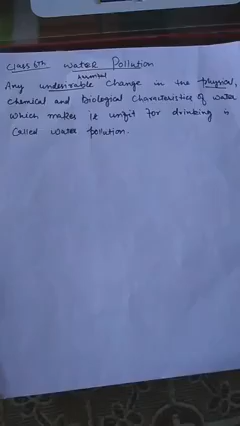 Class 6th Water Pollution
Any undesirable change in the physical,
chemical and Biological Characteristics of water
which makes it unfit for drinking is
called water pollution.